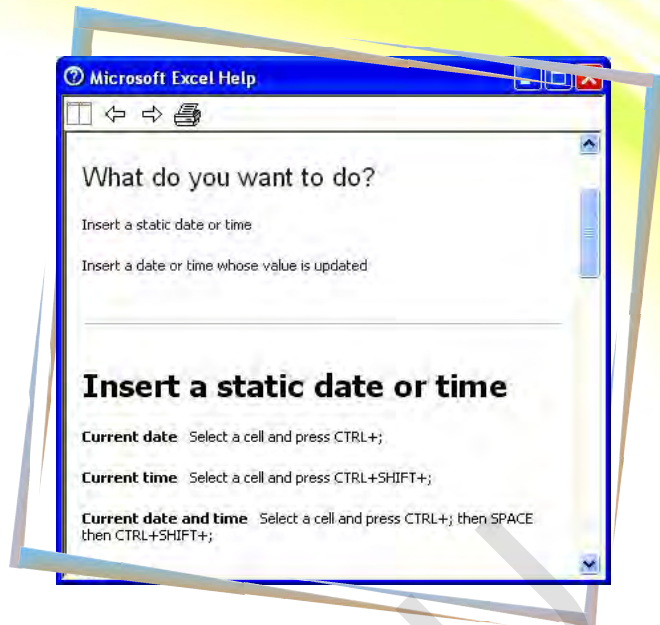 Microsoft Excel Help
What do you want to do?
Insert a static date or time
Insert a date or time whose value is updated
Insert a static date or time
Current date Select a cell and press CTRL+;
Current time Select a cell and press CTRL+SHIFT+;
Current date and time Select a cell and press CTRL+; then SPACE
then CTRL+SHIFT+;